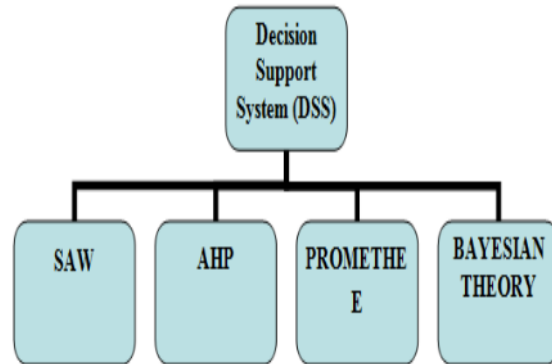 Decision
Support
System (DSS)
SAW
AHP
PROMETHE
E
BAYESIAN
THEORY